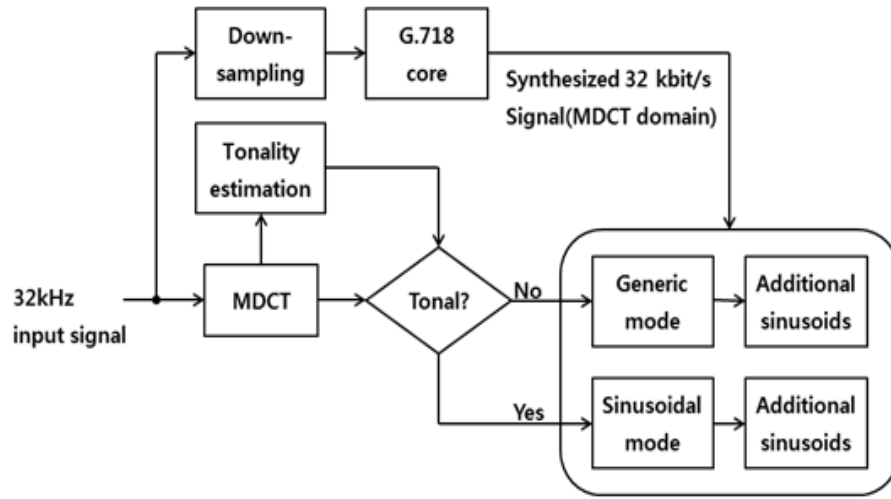 Down-
sampling
G.718
core
Synthesized 32 kbit/s
Signal(MDCT domain)
Tonality
estimation
32kHz
input signal
MDCT
Tonal?
No
Generic
mode
Additional
sinusoids
Yes
Sinusoidal
mode
Additional
sinusoids